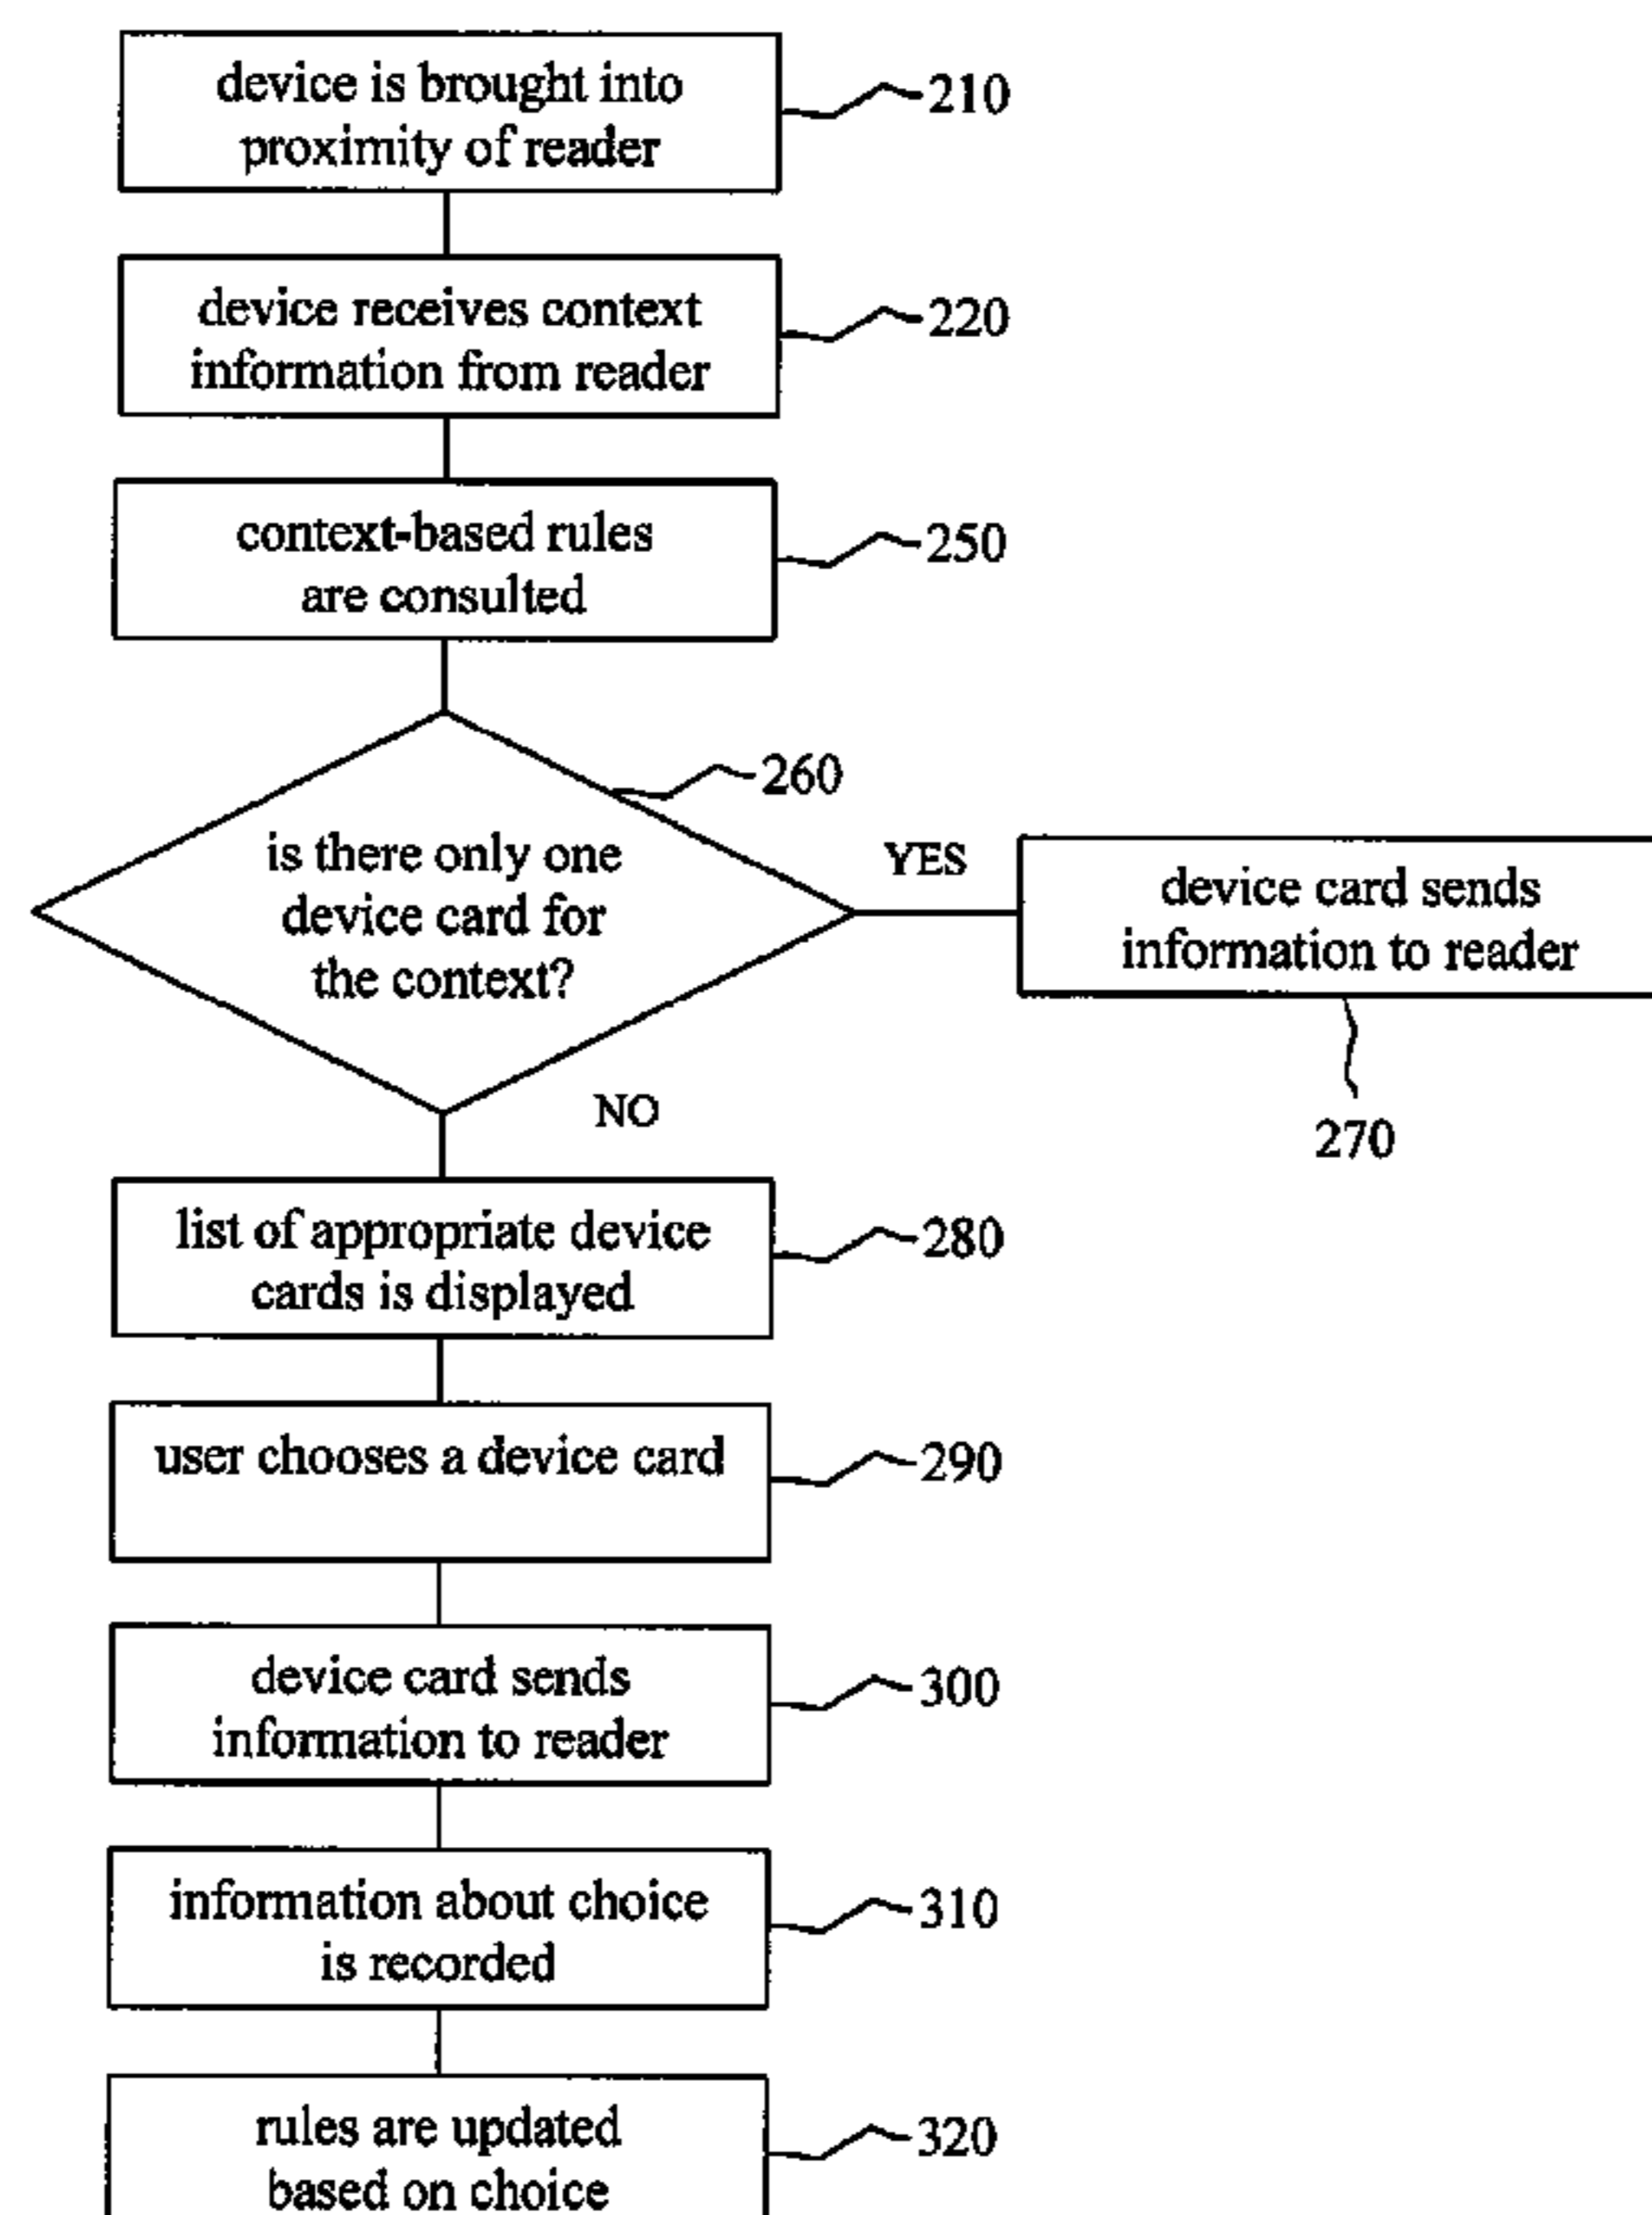 device is brought into
proximity of reader
210
device receives context
information from reader
220
context-based rules
are consulted
250
260
is there only one
device card for
the context?
YES
device card sends
information to reader
270
NO
list of appropriate device
cards is displayed
280
user chooses a device card
290
device card sends
information to reader
300
information about choice
is recorded
310
rules are updated
based on choice
320